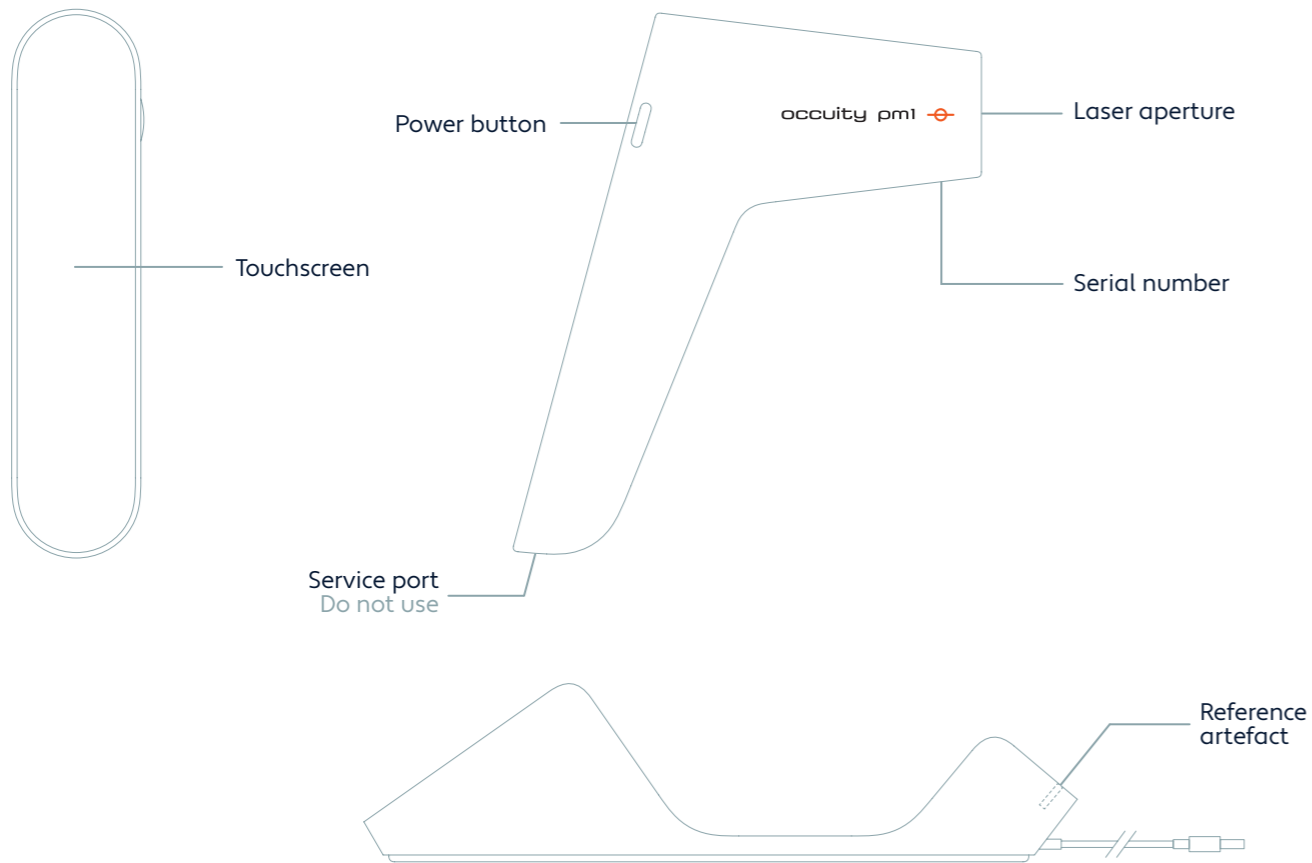 Power button
occuity pm1
Laser aperture
Touchscreen
Serial number
Service port
Do not use
Reference
artefact